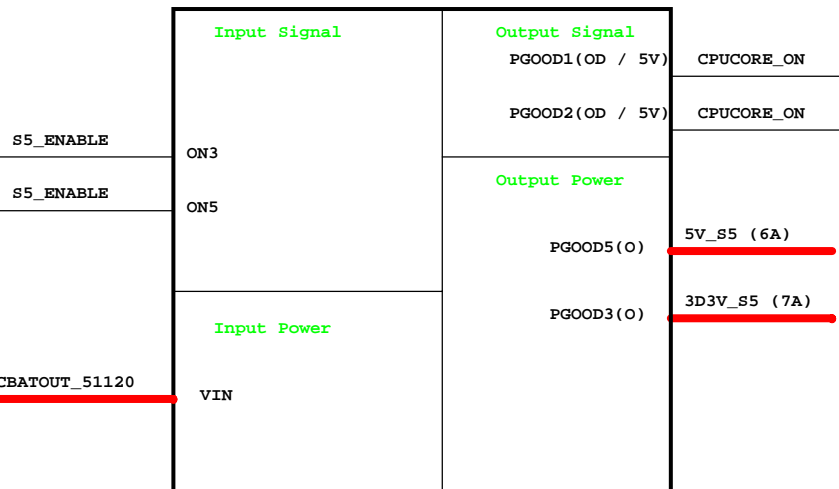 Input Signal
Output Signal
PGOOD1(OD / 5V)
CPUCORE_ON
PGOOD2(OD / 5V)
CPUCORE_ON
S5_ENABLE
ON3
S5_ENABLE
ON5
Output Power
PGOOD5(O)
5V_S5 (6A)
PGOOD3(O)
3D3V_S5 (7A)
Input Power
CBATOUT_51120
VIN